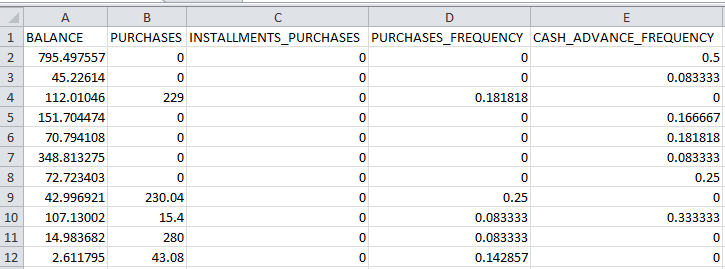 A B C D E
1 BALANCE PURCHASES INSTALLMENTS_PURCHASES PURCHASES_FREQUENCY CASH_ADVANCE_FREQUENCY
2 795.497557 0 0 0 0.5
3 45.22614 0 0 0 0.083333
4 112.01046 229 0 0.181818 0
5 151.704474 0 0 0 0.166667
6 70.794108 0 0 0 0.181818
7 348.813275 0 0 0 0.083333
8 72.723403 0 0 0 0.25
9 42.996921 230.04 0 0.25 0
10 107.13002 15.4 0 0.083333 0.333333
11 14.983682 280 0 0.083333 0
12 2.611795 43.08 0 0.142857 0